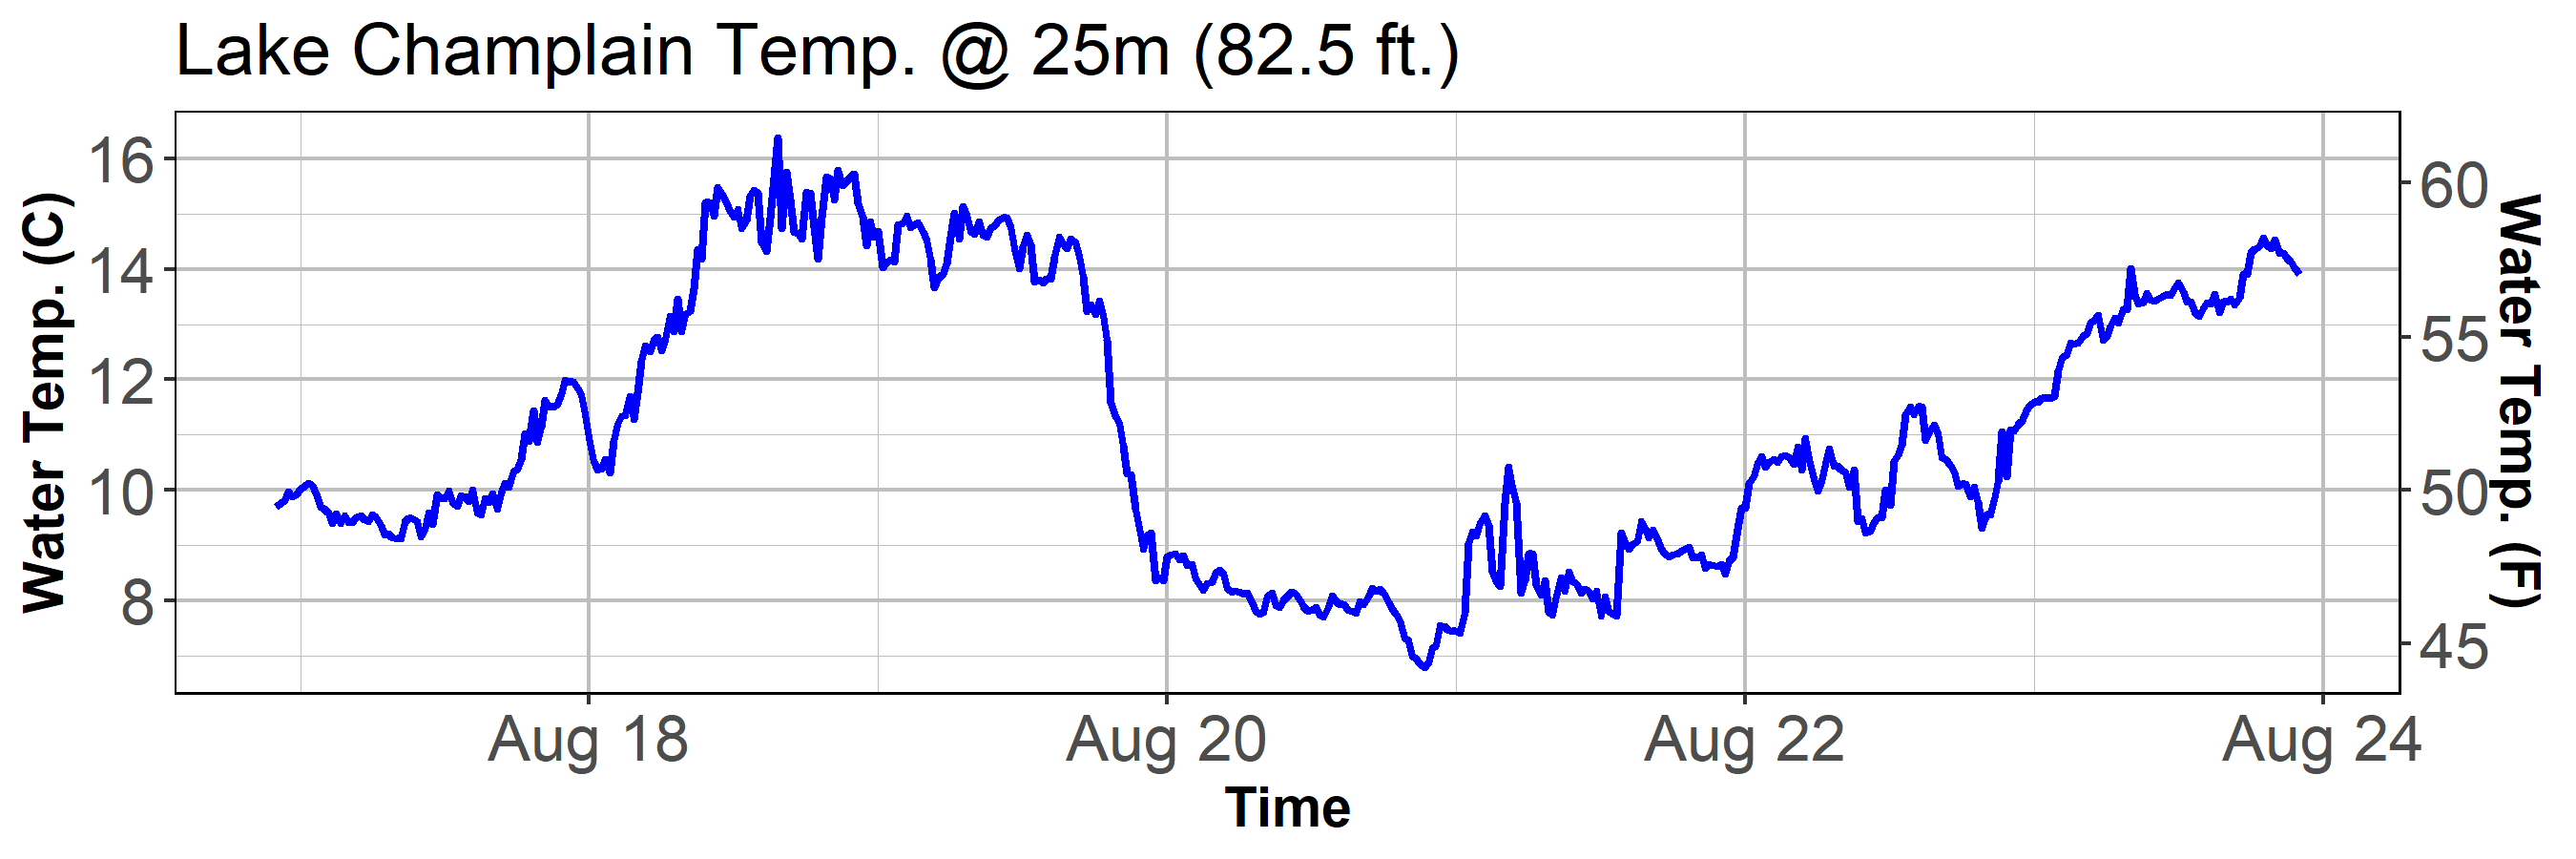 Lake Champlain Temp. @ 25m (82.5 ft.)
Water Temp. (C)
16
14
12
10
8
60
55
50
45
Water Temp. (F)
Aug 18 Aug 20 Aug 22 Aug 24
Time